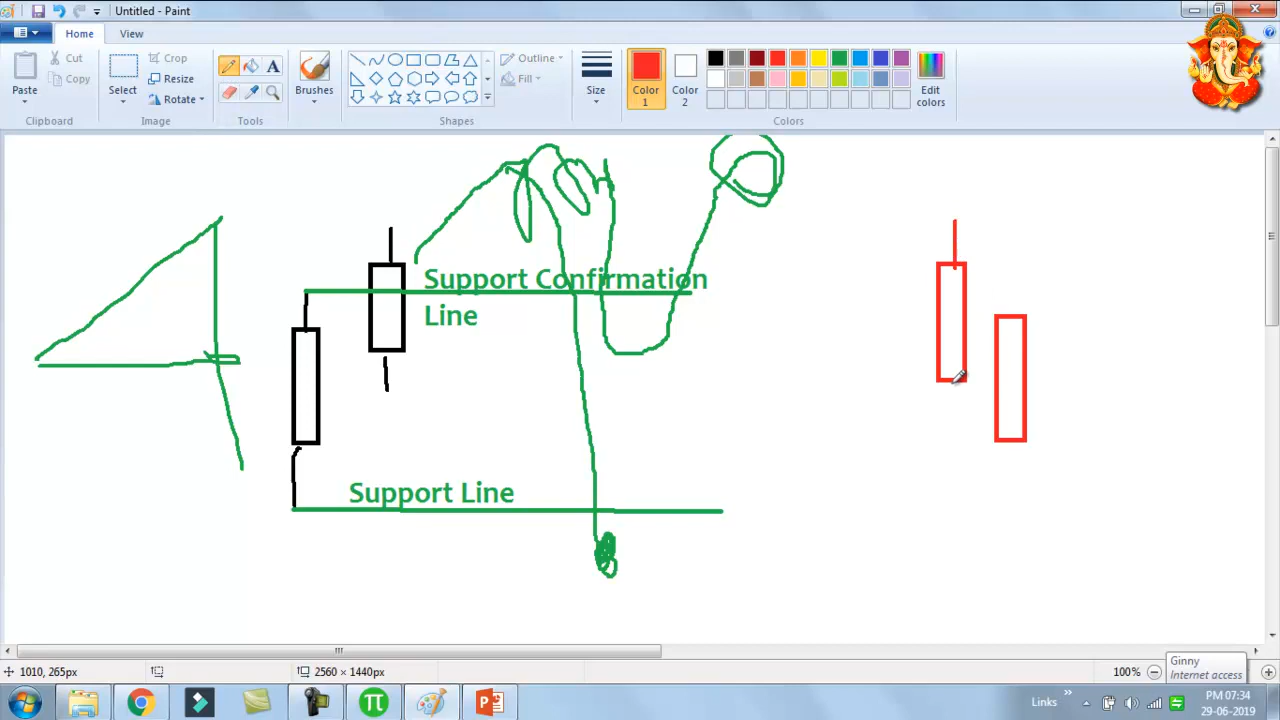 Untitled - Paint
Home
View
Paste
Cut
Copy
Clipboard
Select
Crop
Resize
Rotate
Image
A
Tools
Brushes
Outline
Fill
Shapes
Size
Color
1
Color
2
Edit
colors
Colors
Support Confirmation
Line
Support Line
1010, 265px
2560 × 1440px
100%
Ginny
Internet access
Links
PM 07:34
29-06-2019